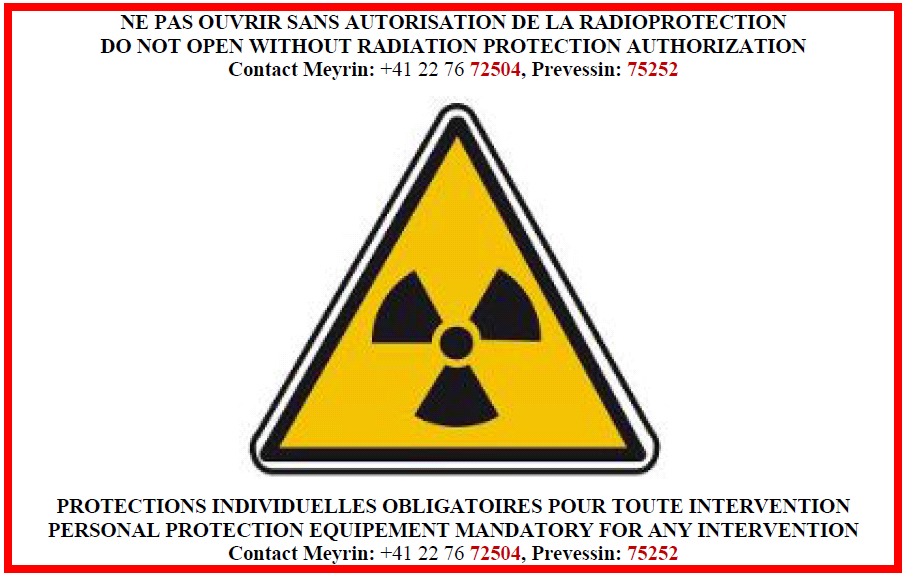 NE PAS OUVRIR SANS AUTORISATION DE LA RADIOPROTECTION
DO NOT OPEN WITHOUT RADIATION PROTECTION AUTHORIZATION
Contact Meyrin: +41 22 76 72504, Prevessin: 75252
PROTECTIONS INDIVIDUELLES OBLIGATOIRES POUR TOUTE INTERVENTION
PERSONAL PROTECTION EQUIPEMENT MANDATORY FOR ANY INTERVENTION
Contact Meyrin: +41 22 76 72504, Prevessin: 75252